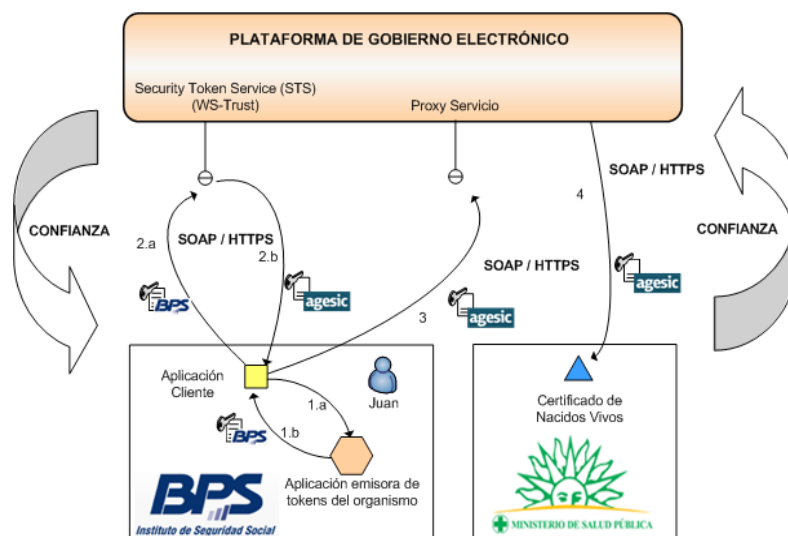 PLATAFORMA DE GOBIERNO ELECTRÓNICO
Security Token Service (STS)
(WS-Trust)
Proxy Servicio
CONFIANZA
2.a
SOAP / HTTPS
2.b
BPS
agesic
SOAP / HTTPS
3
agesic
4
SOAP / HTTPS
agesic
CONFIANZA
Aplicación
Cliente
Juan
1.a
1.b
BPS
Aplicación emisora de
tokens del organismo
BPS
Instituto de Seguridad Social
Certificado de
Nacidos Vivos
MINISTERIO DE SALUD PÚBLICA